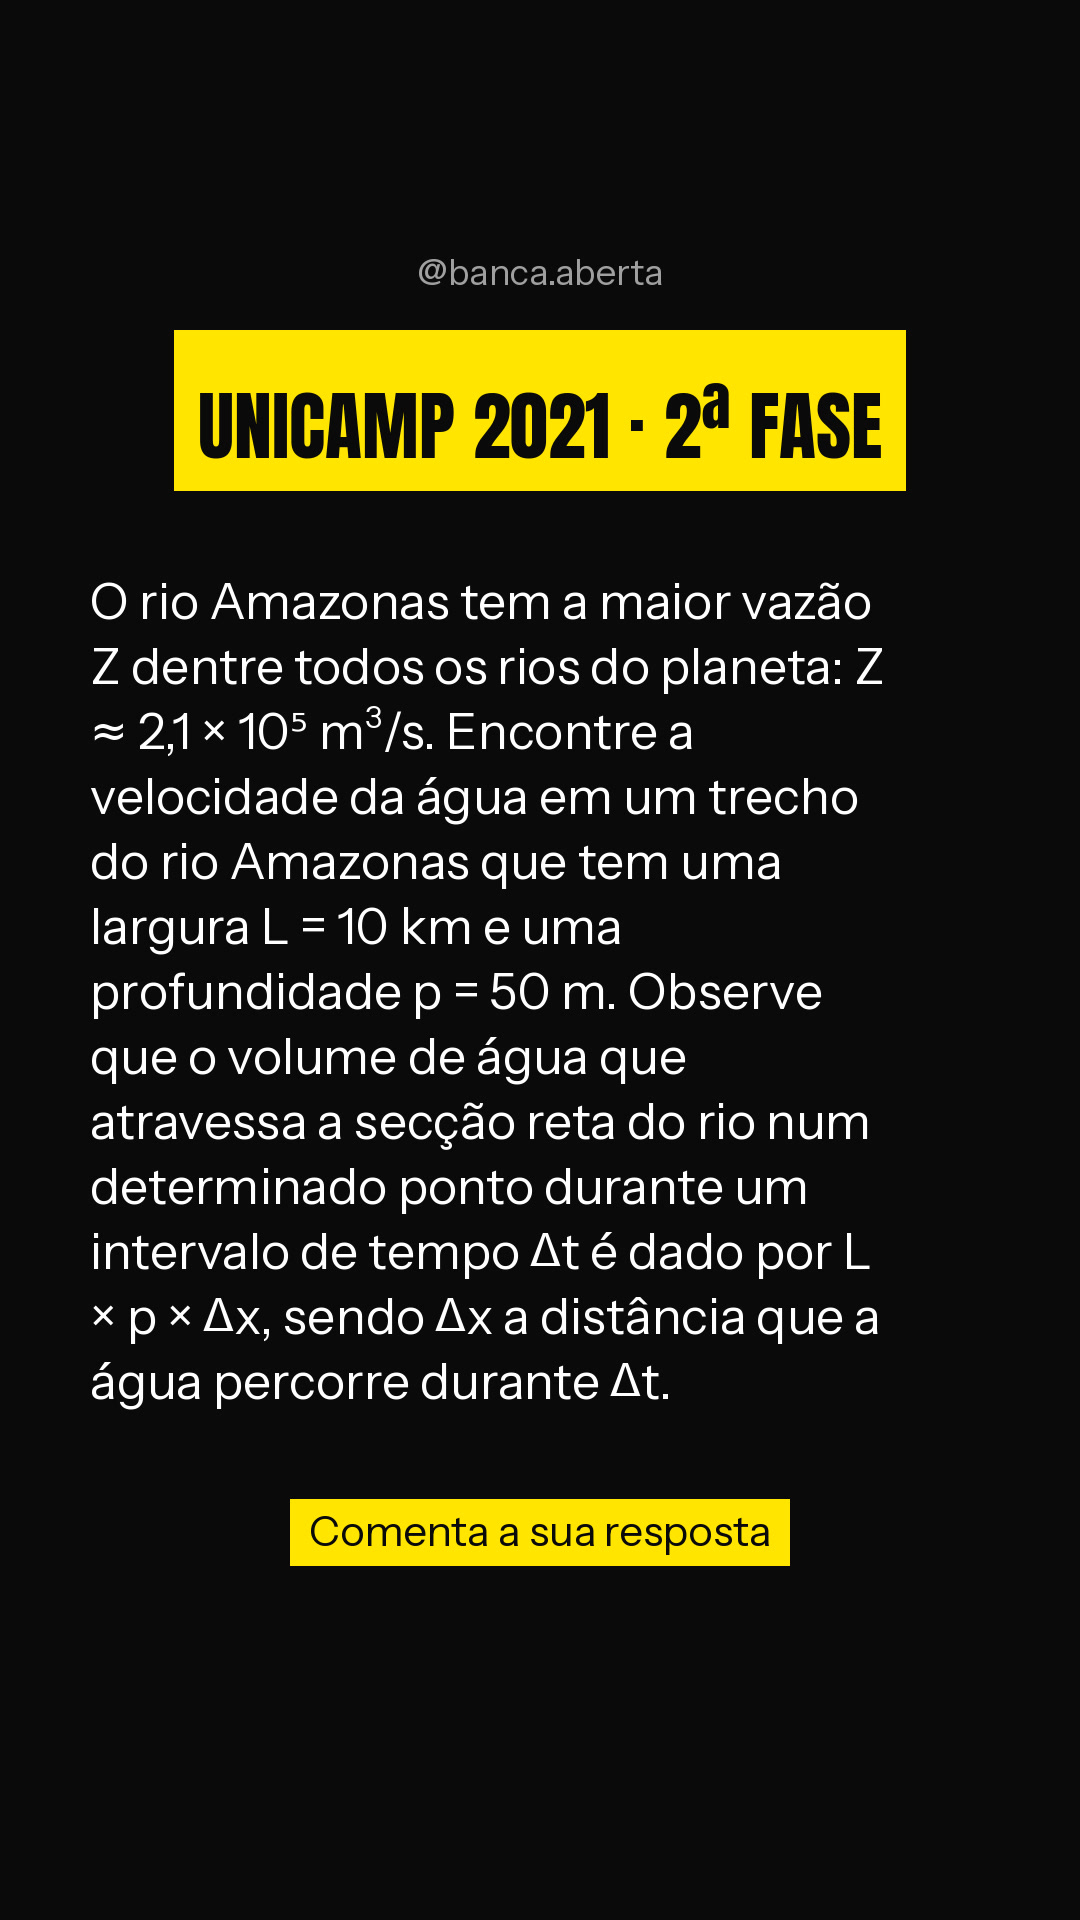 @banca.aberta
UNICAMP 2021 · 2ª FASE
O rio Amazonas tem a maior vazão
Z dentre todos os rios do planeta: Z
≈ 2,1 × 10⁵ m³/s. Encontre a
velocidade da água em um trecho
do rio Amazonas que tem uma
largura L = 10 km e uma
profundidade p = 50 m. Observe
que o volume de água que
atravessa a secção reta do rio num
determinado ponto durante um
intervalo de tempo Δt é dado por L
× p × Δx, sendo Δx a distância que a
água percorre durante Δt.
Comenta a sua resposta